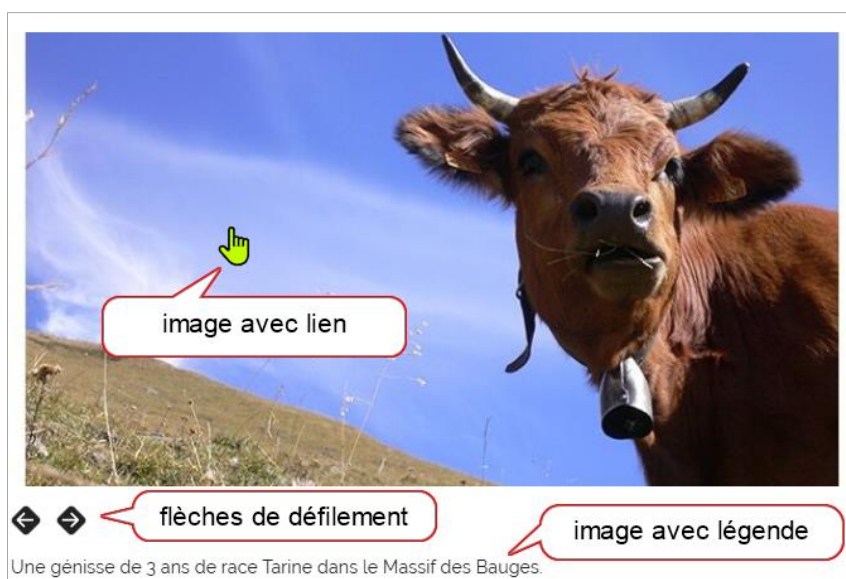 image avec lien
flèches de défilement
image avec légende
Une génisse de 3 ans de race Tarine dans le Massif des Bauges.